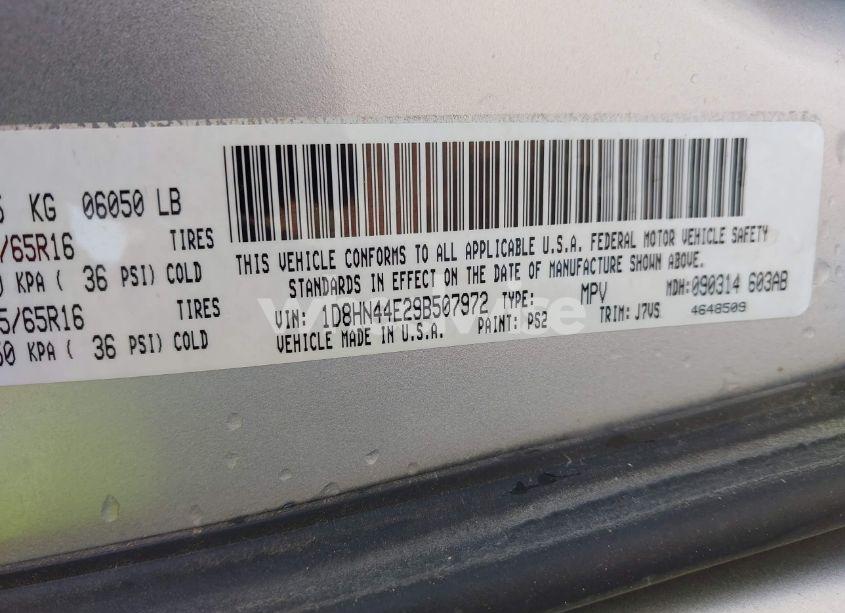 KG 06050 LB
/65R16 TIRES
KPA ( 36 PSI) COLD
5/65R16 TIRES
50 KPA ( 36 PSI) COLD
THIS VEHICLE CONFORMS TO ALL APPLICABLE U.S.A. FEDERAL MOTOR VEHICLE SAFETY
STANDARDS IN EFFECT ON THE DATE OF MANUFACTURE SHOWN ABOVE.
VIN: 1D8HN44E29B507972 TYPE: MPV MDH: 090314 603AB
VEHICLE MADE IN U.S.A. PAINT: PS2 TRIM: J7VS 4648509